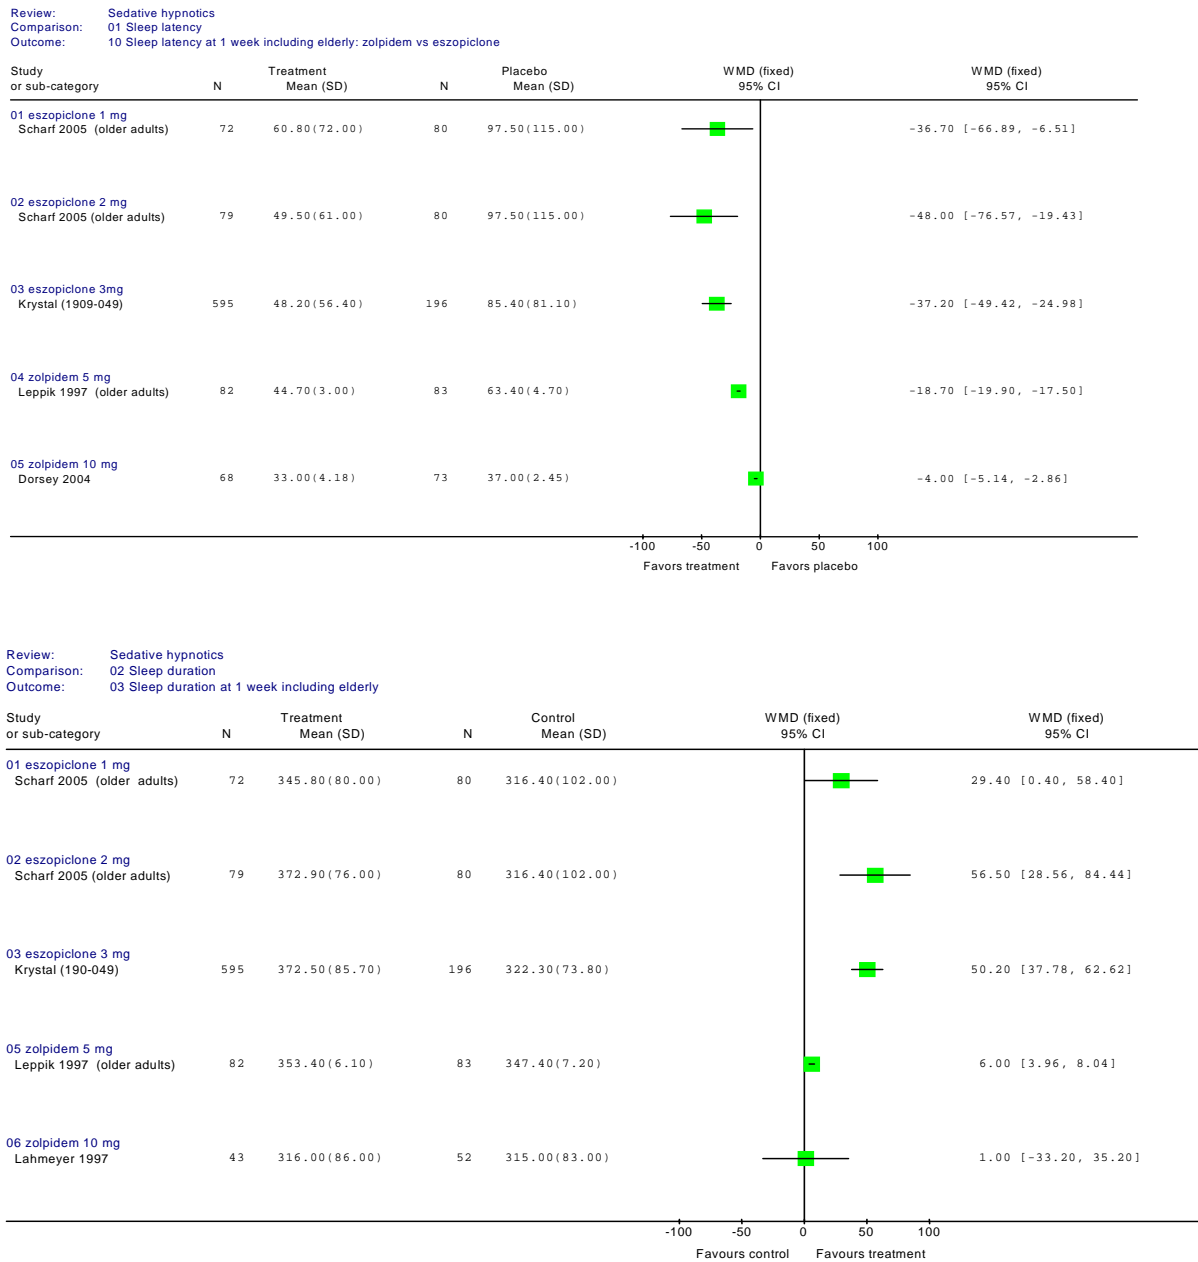 Review: Sedative hypnotics
Comparison: 01 Sleep latency
Outcome: 10 Sleep latency at 1 week including elderly: zolpidem vs eszopiclone
Study Treatment Placebo WMD (fixed) WMD (fixed)
or sub-category N Mean (SD) N Mean (SD) 95% CI 95% CI
01 eszopiclone 1 mg
Scharf 2005 (older adults) 72 60.80(72.00) 80 97.50(115.00) -36.70 [-66.89, -6.51]
02 eszopiclone 2 mg
Scharf 2005 (older adults) 79 49.50(61.00) 80 97.50(115.00) -48.00 [-76.57, -19.43]
03 eszopiclone 3mg
Krystal (1909-049) 595 48.20(56.40) 196 85.40(81.10) -37.20 [-49.42, -24.98]
04 zolpidem 5 mg
Leppik 1997 (older adults) 82 44.70(3.00) 83 63.40(4.70) -18.70 [-19.90, -17.50]
05 zolpidem 10 mg
Dorsey 2004 68 33.00(4.18) 73 37.00(2.45) -4.00 [-5.14, -2.86]
-100 -50 0 50 100
Favors treatment Favors placebo
Review: Sedative hypnotics
Comparison: 02 Sleep duration
Outcome: 03 Sleep duration at 1 week including elderly
Study Treatment Control WMD (fixed) WMD (fixed)
or sub-category N Mean (SD) N Mean (SD) 95% CI 95% CI
01 eszopiclone 1 mg
Scharf 2005 (older adults) 72 345.80(80.00) 80 316.40(102.00) 29.40 [0.40, 58.40]
02 eszopiclone 2 mg
Scharf 2005 (older adults) 79 372.90(76.00) 80 316.40(102.00) 56.50 [28.56, 84.44]
03 eszopiclone 3 mg
Krystal (190-049) 595 372.50(85.70) 196 322.30(73.80) 50.20 [37.78, 62.62]
05 zolpidem 5 mg
Leppik 1997 (older adults) 82 353.40(6.10) 83 347.40(7.20) 6.00 [3.96, 8.04]
06 zolpidem 10 mg
Lahmeyer 1997 43 316.00(86.00) 52 315.00(83.00) 1.00 [-33.20, 35.20]
-100 -50 0 50 100
Favours control Favours treatment